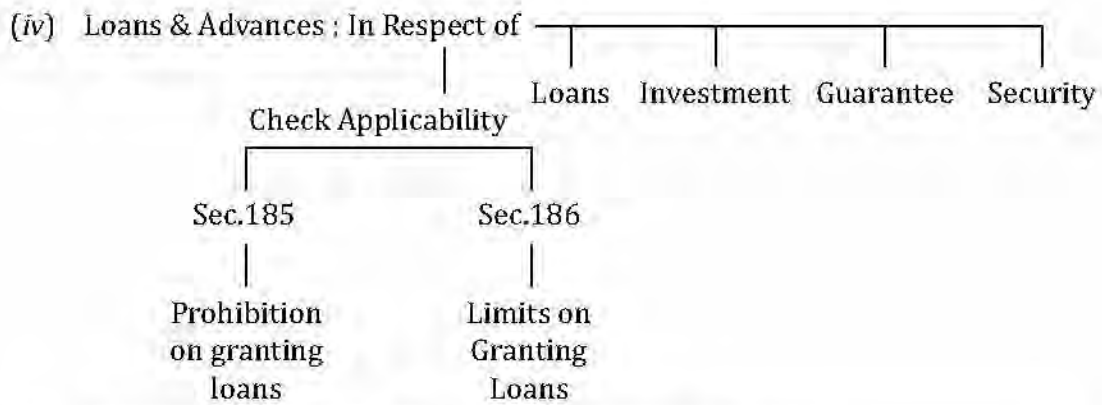 (iv) Loans & Advances : In Respect of
Loans Investment Guarantee Security
Check Applicability
Sec.185 Sec.186
Prohibition on granting loans
Limits on Granting Loans